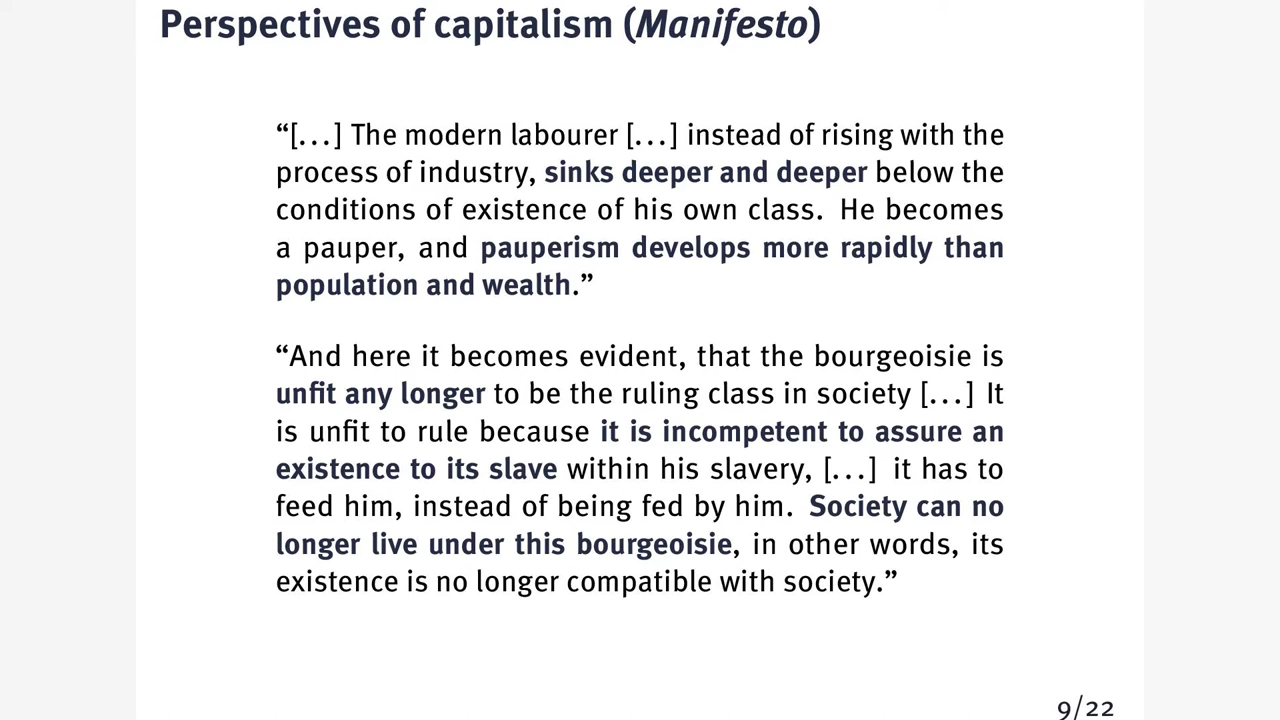 Perspectives of capitalism (Manifesto)
“[…] The modern labourer […] instead of rising with the
process of industry, sinks deeper and deeper below the
conditions of existence of his own class. He becomes
a pauper, and pauperism develops more rapidly than
population and wealth.”
“And here it becomes evident, that the bourgeoisie is
unfit any longer to be the ruling class in society […] It
is unfit to rule because it is incompetent to assure an
existence to its slave within his slavery, […] it has to
feed him, instead of being fed by him. Society can no
longer live under this bourgeoisie, in other words, its
existence is no longer compatible with society.”
9/22